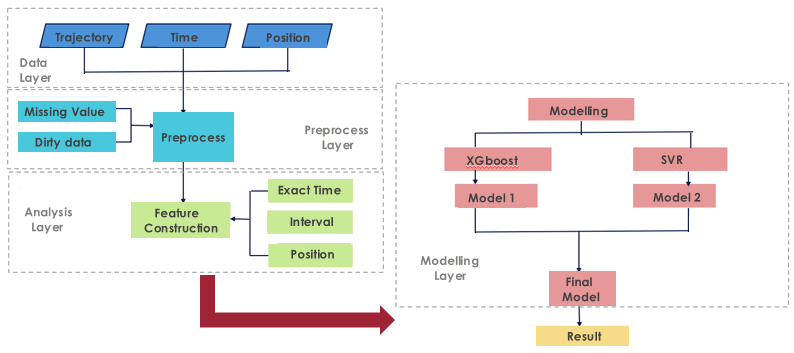 Trajectory
Time
Position
Data
Layer
Missing Value
Dirty data
Preprocess
Preprocess
Layer
Analysis
Layer
Feature
Construction
Exact Time
Interval
Position
Modelling
XGboost
SVR
Model 1
Model 2
Modelling
Layer
Final
Model
Result